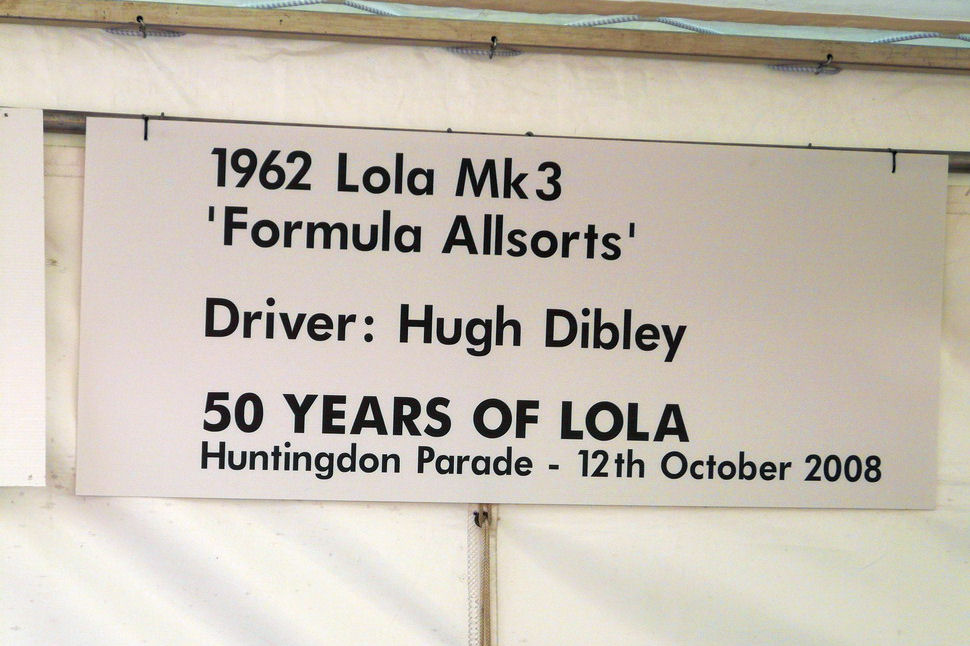 1962 Lola Mk3
'Formula Allsorts'
Driver: Hugh Dibley
50 YEARS OF LOLA
Huntingdon Parade - 12th October 2008